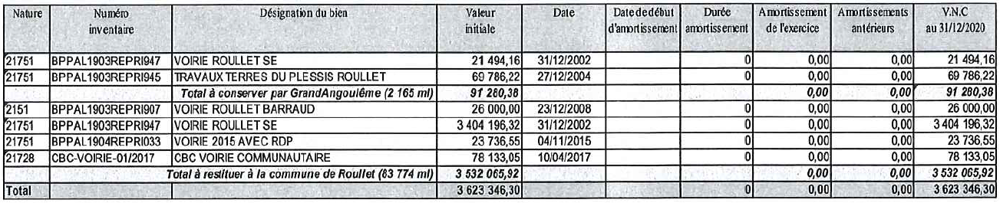 Nature Numéro inventaire Désignation du bien Valeur initiale Date Date de début d'amortissement Durée amortissement Amortissement de l'exercice Amortissements antérieurs V.N.C au 31/12/2020
21751 BPPAL1903REPRI947 VOIRIE ROULLET SE 21 494,16 31/12/2002 0 0,00 0,00 21 494,16
21751 BPPAL1903REPRI945 TRAVAUX TERRES DU PLESSIS ROULLET 69 786,22 27/12/2004 0 0,00 0,00 69 786,22
Total à conserver par GrandAngoulême (2 165 ml) 91 280,38 0,00 0,00 91 280,38
2151 BPPAL1903REPRI907 VOIRIE ROULLET BARRAUD 26 000,00 23/12/2008 0 0,00 0,00 26 000,00
21751 BPPAL1903REPRI947 VOIRIE ROULLET SE 3 404 196,32 31/12/2002 0 0,00 0,00 3 404 196,32
21751 BPPAL1904REPRI033 VOIRIE 2015 AVEC RDP 23 736,55 04/11/2015 0 0,00 0,00 23 736,55
21728 CBC-VOIRIE-01/2017 CBC VOIRIE COMMUNAUTAIRE 78 133,05 10/04/2017 0 0,00 0,00 78 133,05
Total à restituer à la commune de Roullet (83 774 ml) 3 532 065,92 0,00 0,00 3 532 065,92
Total 3 623 346,30 0 0,00 0,00 3 623 346,30